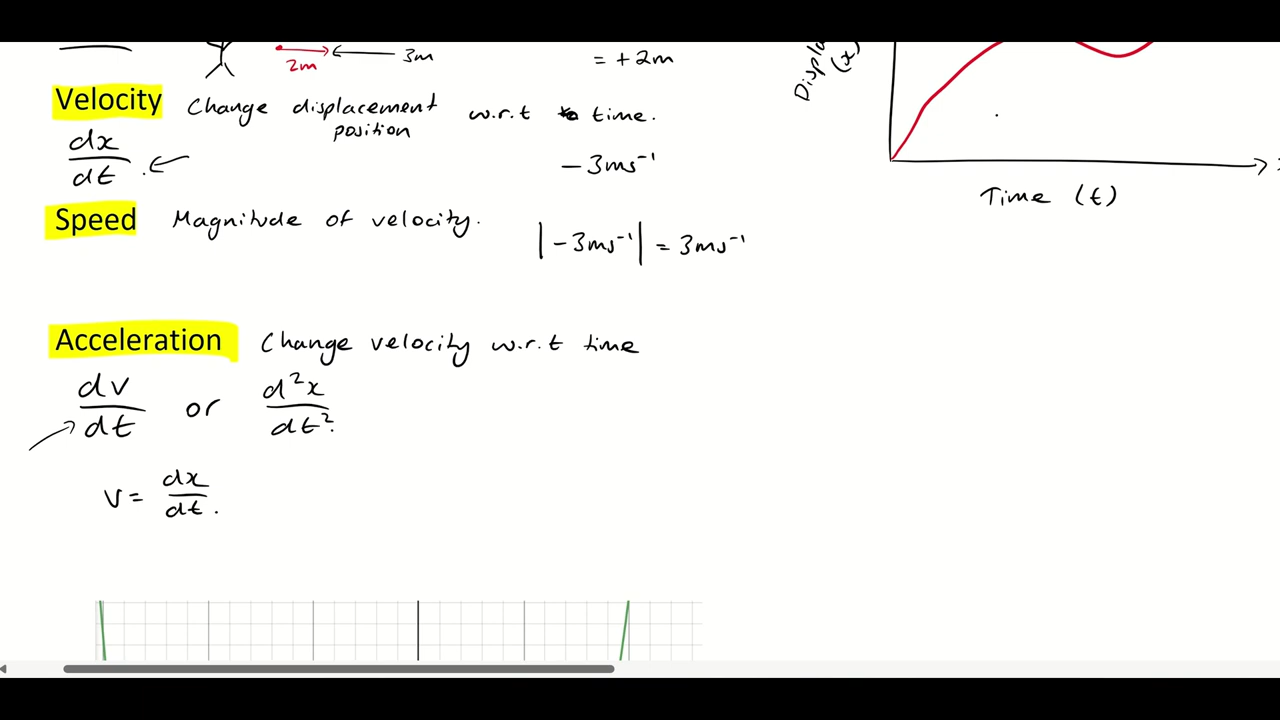 2m
3m
= +2m
Displa
(x)
Velocity Change displacement w.r.t to time.
position
dx
dt .
-3ms⁻¹
Time (t)
Speed Magnitude of velocity.
|-3ms⁻¹| = 3ms⁻¹
Acceleration Change velocity w.r.t time
dv
dt
or
d²x
dt².
v = dx
dt .